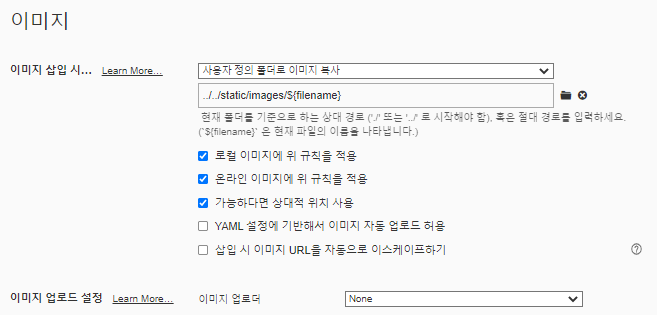 이미지
이미지 삽입 시... Learn More... 사용자 정의 폴더로 이미지 복사
../../static/images/${filename}
현재 폴더를 기준으로 하는 상대 경로 ('./' 또는 '../' 로 시작해야 함), 혹은 절대 경로를 입력하세요.
(`${filename}` 은 현재 파일의 이름을 나타냅니다.)
로컬 이미지에 위 규칙을 적용
온라인 이미지에 위 규칙을 적용
가능하다면 상대적 위치 사용
YAML 설정에 기반해서 이미지 자동 업로드 허용
삽입 시 이미지 URL을 자동으로 이스케이프하기
이미지 업로드 설정 Learn More... 이미지 업로더 None